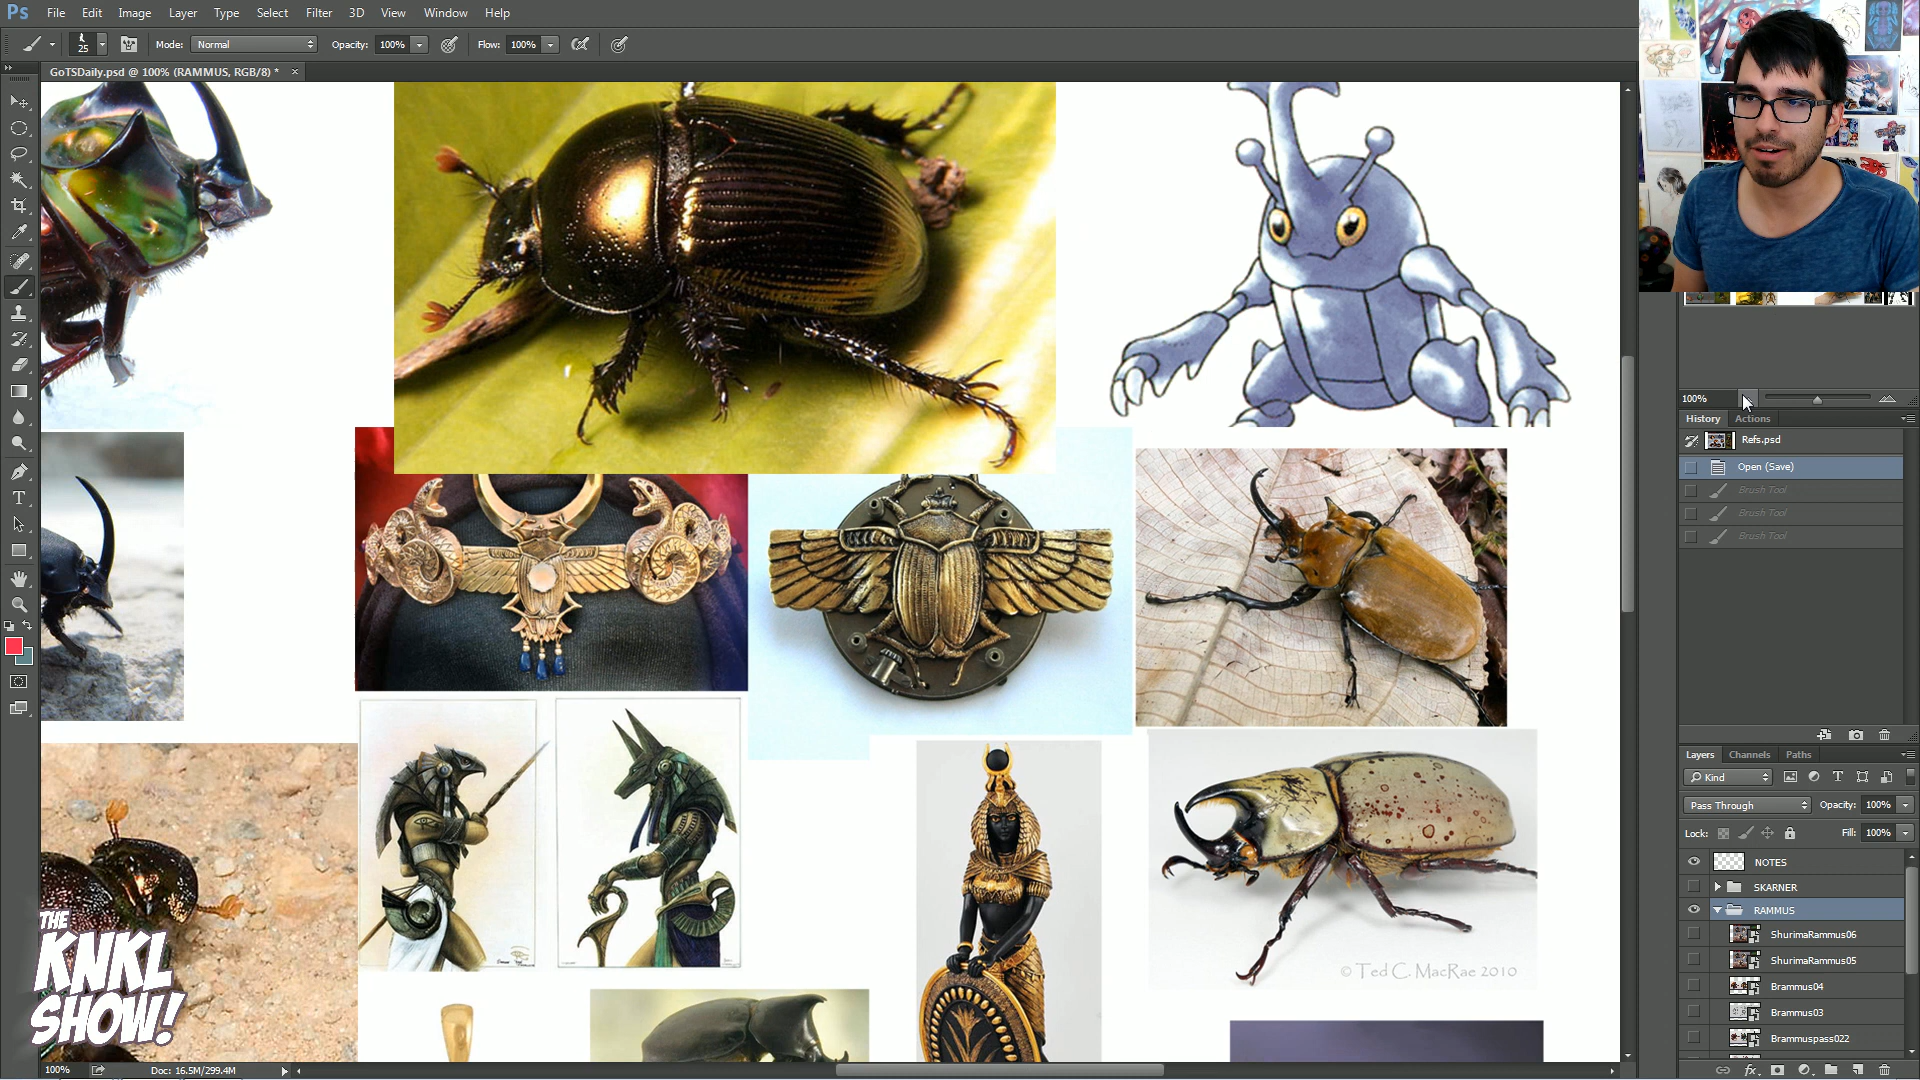 Ps File Edit Image Layer Type Select Filter 3D View Window Help
25 Mode: Normal Opacity: 100% Flow: 100%
GoTSDaily.psd @ 100% (RAMMUS, RGB/8) * ×
100%
History Actions
Refs.psd
Open (Save)
Brush Tool
Brush Tool
Brush Tool
Layers Channels Paths
Kind
Pass Through Opacity: 100%
Lock: Fill: 100%
NOTES
SKARNER
RAMMUS
ShurimaRammus06
ShurimaRammus05
Brammus04
Brammus03
Brammuspass022
© Ted C. MacRae 2010
THE
KNKL
SHOW!
100% Doc: 16.5M/299.4M